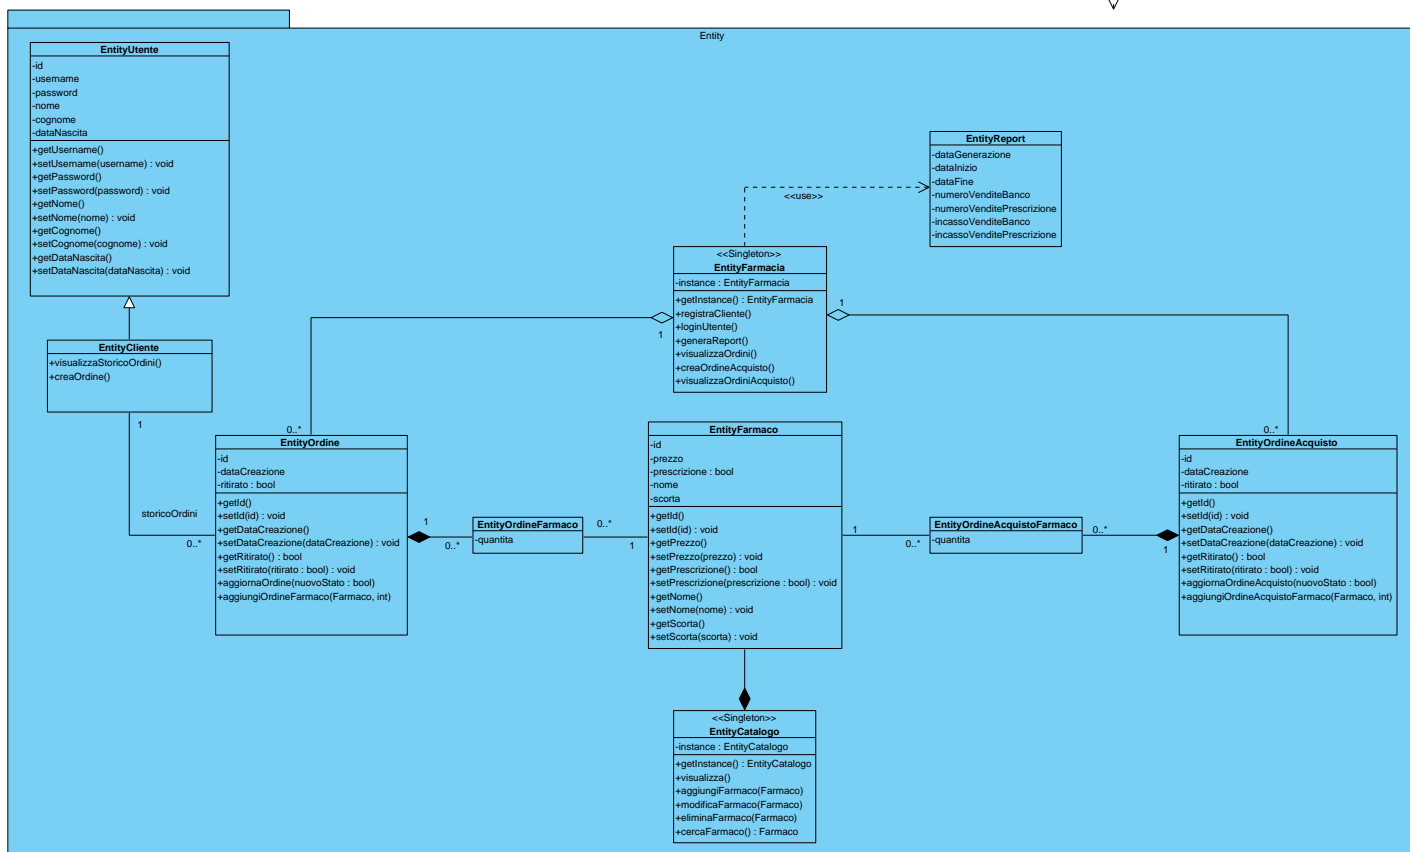 Entity
EntityUtente
-id
-username
-password
-nome
-cognome
-dataNascita
+getUsername()
+setUsername(username) : void
+getPassword()
+setPassword(password) : void
+getNome()
+setNome(nome) : void
+getCognome()
+setCognome(cognome) : void
+getDataNascita()
+setDataNascita(dataNascita) : void
EntityReport
-dataGenerazione
-dataInizio
-dataFine
-numeroVenditeBanco
-numeroVenditePrescrizione
-incassoVenditeBanco
-incassoVenditePrescrizione
<<use>>
<<Singleton>>
EntityFarmacia
-instance : EntityFarmacia
+getInstance() : EntityFarmacia
+registraCliente()
+loginUtente()
+generaReport()
+visualizzaOrdini()
+creaOrdineAcquisto()
+visualizzaOrdiniAcquisto()
1
1
EntityCliente
+visualizzaStoricoOrdini()
+creaOrdine()
1
storicoOrdini
0..*
0..*
EntityOrdine
-id
-dataCreazione
-ritirato : bool
+getId()
+setId(id) : void
+getDataCreazione()
+setDataCreazione(dataCreazione) : void
+getRitirato() : bool
+setRitirato(ritirato : bool) : void
+aggiornaOrdine(nuovoStato : bool)
+aggiungiOrdineFarmaco(Farmaco, int)
1
0..*
EntityOrdineFarmaco
-quantita
0..*
1
EntityFarmaco
-id
-prezzo
-prescrizione : bool
-nome
-scorta
+getId()
+setId(id) : void
+getPrezzo()
+setPrezzo(prezzo) : void
+getPrescrizione() : bool
+setPrescrizione(prescrizione : bool) : void
+getNome()
+setNome(nome) : void
+getScorta()
+setScorta(scorta) : void
1
0..*
EntityOrdineAcquistoFarmaco
-quantita
0..*
1
0..*
EntityOrdineAcquisto
-id
-dataCreazione
-ritirato : bool
+getId()
+setId(id) : void
+getDataCreazione()
+setDataCreazione(dataCreazione) : void
+getRitirato() : bool
+setRitirato(ritirato : bool) : void
+aggiornaOrdineAcquisto(nuovoStato : bool)
+aggiungiOrdineAcquistoFarmaco(Farmaco, int)
<<Singleton>>
EntityCatalogo
-instance : EntityCatalogo
+getInstance() : EntityCatalogo
+visualizza()
+aggiungiFarmaco(Farmaco)
+modificaFarmaco(Farmaco)
+eliminaFarmaco(Farmaco)
+cercaFarmaco() : Farmaco